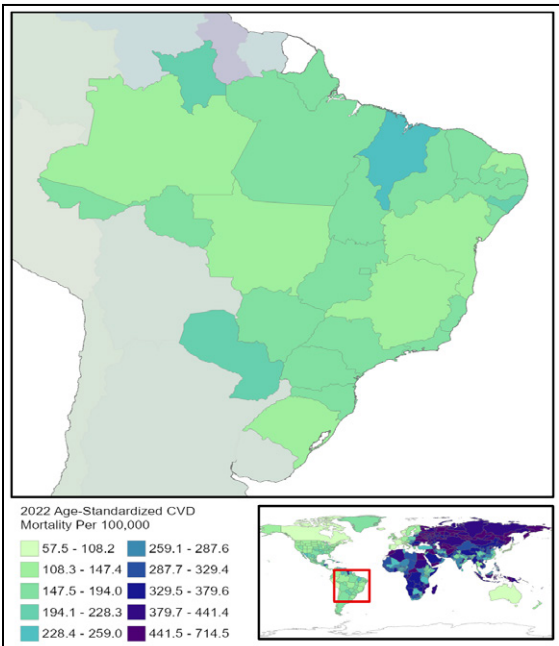 2022 Age-Standardized CVD
Mortality Per 100,000
57.5 - 108.2
108.3 - 147.4
147.5 - 194.0
194.1 - 228.3
228.4 - 259.0
259.1 - 287.6
287.7 - 329.4
329.5 - 379.6
379.7 - 441.4
441.5 - 714.5